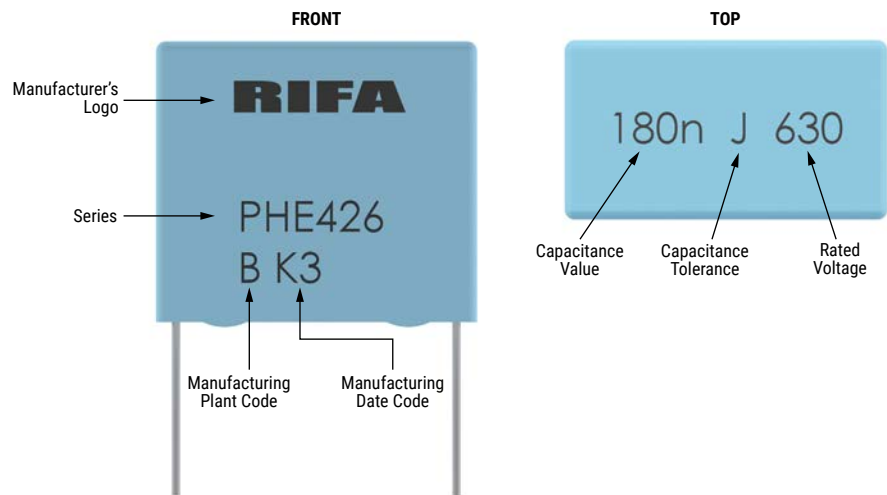 FRONT
Manufacturer's
Logo
RIFA
Series
PHE426
B K3
Manufacturing
Plant Code
Manufacturing
Date Code
TOP
180n J 630
Capacitance
Value
Capacitance
Tolerance
Rated
Voltage